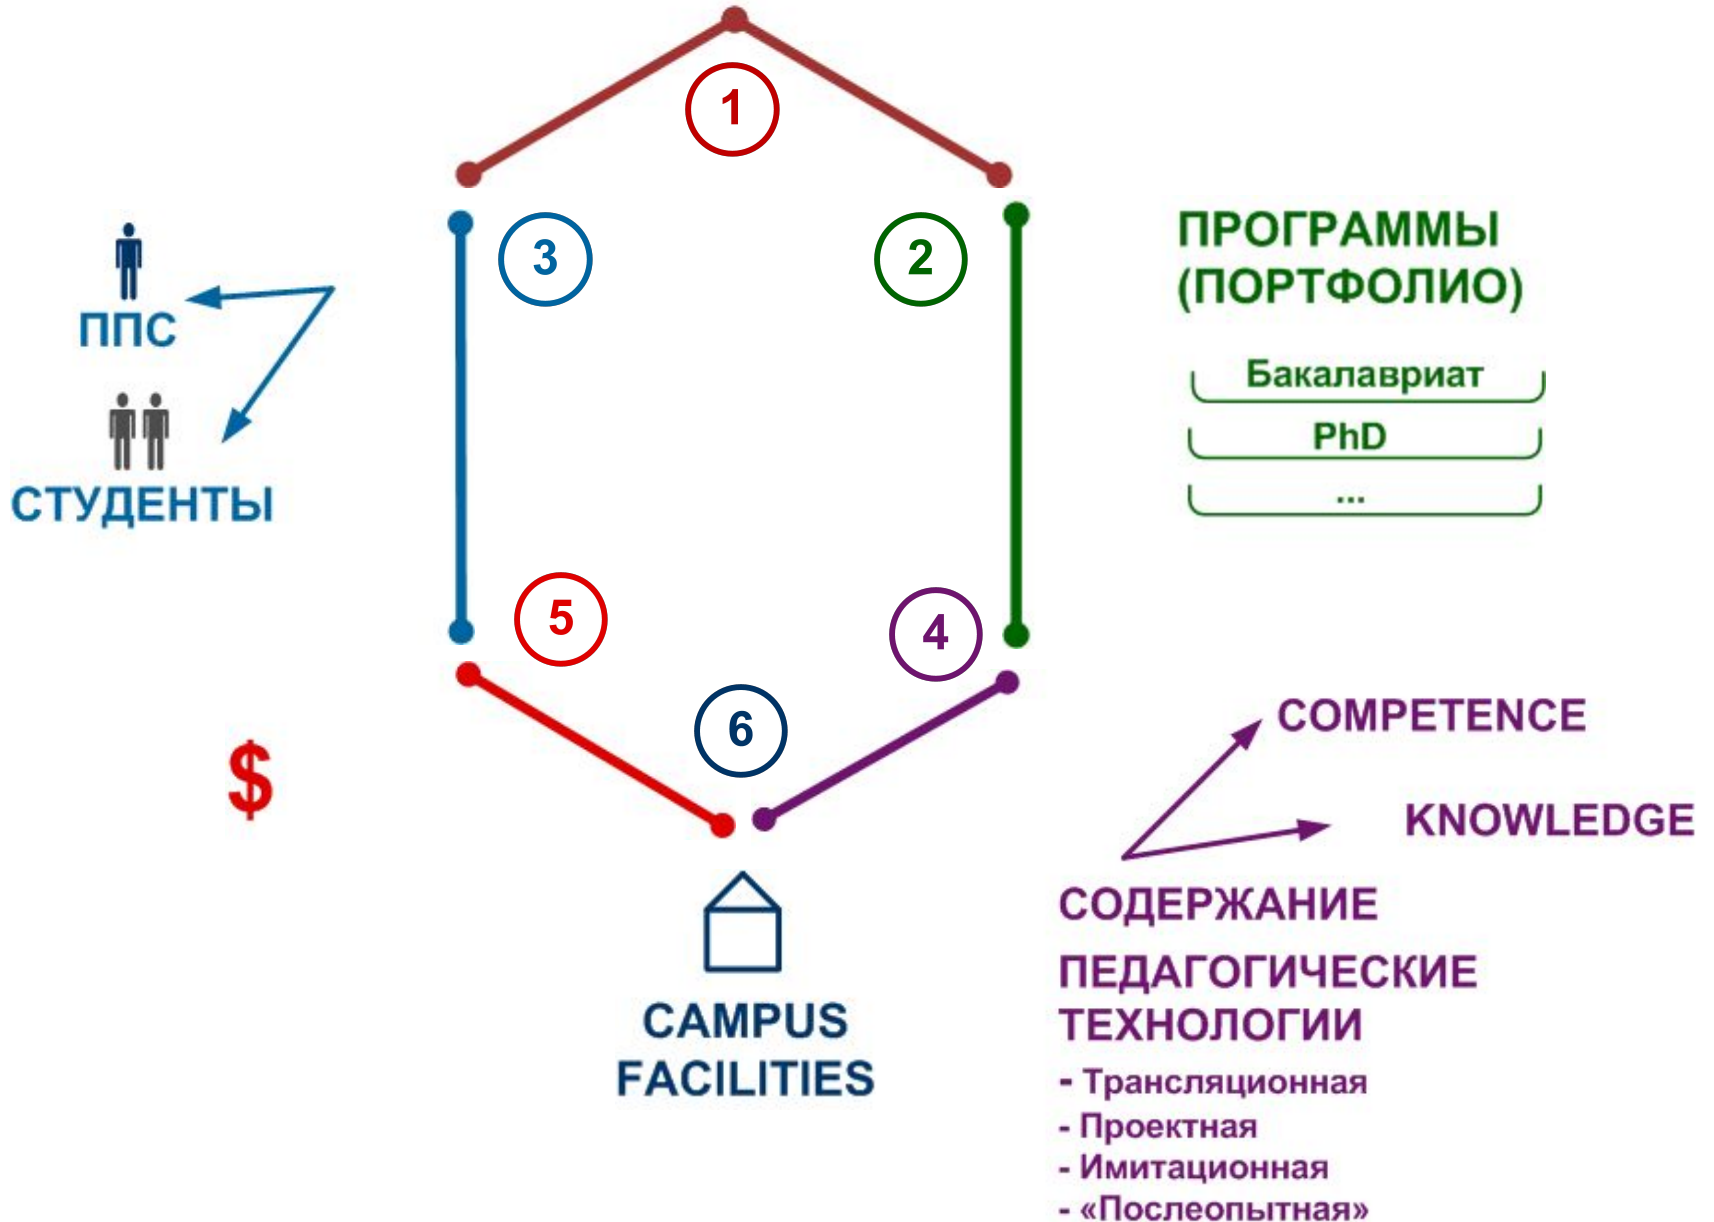 1
3
2
ППС
СТУДЕНТЫ
ПРОГРАММЫ
(ПОРТФОЛИО)
Бакалавриат
PhD
...
5
4
6
$
COMPETENCE
KNOWLEDGE
CAMPUS
FACILITIES
СОДЕРЖАНИЕ
ПЕДАГОГИЧЕСКИЕ
ТЕХНОЛОГИИ
- Трансляционная
- Проектная
- Имитационная
- «Послеопытная»